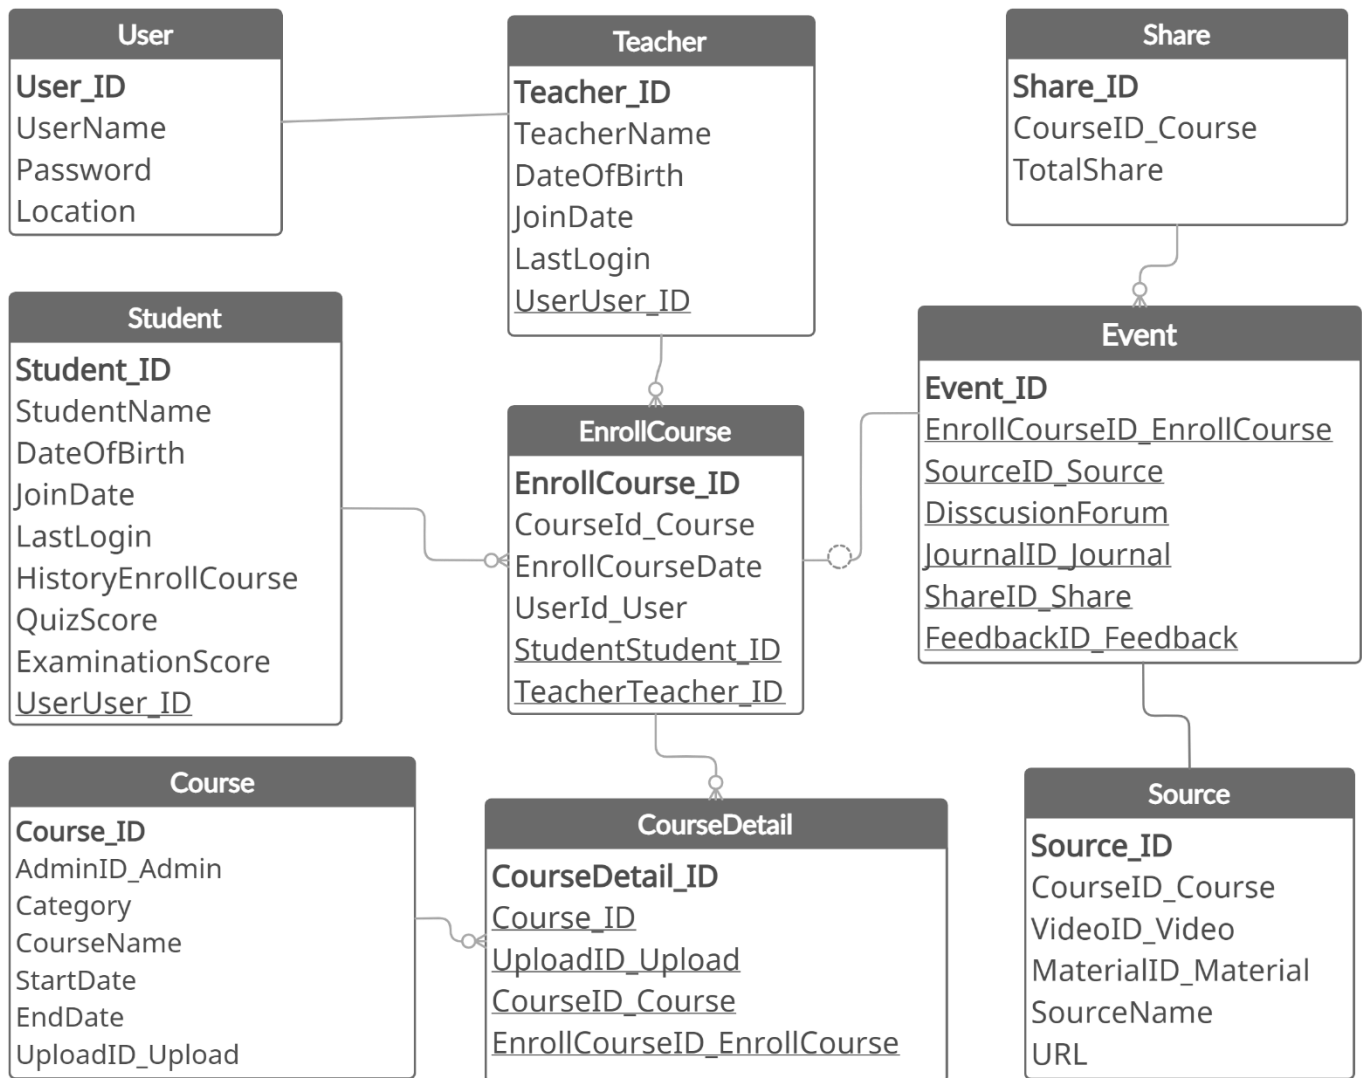 User
User_ID
UserName
Password
Location
Teacher
Teacher_ID
TeacherName
DateOfBirth
JoinDate
LastLogin
UserUser_ID
Share
Share_ID
CourseID_Course
TotalShare
Student
Student_ID
StudentName
DateOfBirth
JoinDate
LastLogin
HistoryEnrollCourse
QuizScore
ExaminationScore
UserUser_ID
EnrollCourse
EnrollCourse_ID
CourseId_Course
EnrollCourseDate
UserId_User
StudentStudent_ID
TeacherTeacher_ID
Event
Event_ID
EnrollCourseID_EnrollCourse
SourceID_Source
DisscusionForum
JournalID_Journal
ShareID_Share
FeedbackID_Feedback
Course
Course_ID
AdminID_Admin
Category
CourseName
StartDate
EndDate
UploadID_Upload
CourseDetail
CourseDetail_ID
Course_ID
UploadID_Upload
CourseID_Course
EnrollCourseID_EnrollCourse
Source
Source_ID
CourseID_Course
VideoID_Video
MaterialID_Material
SourceName
URL